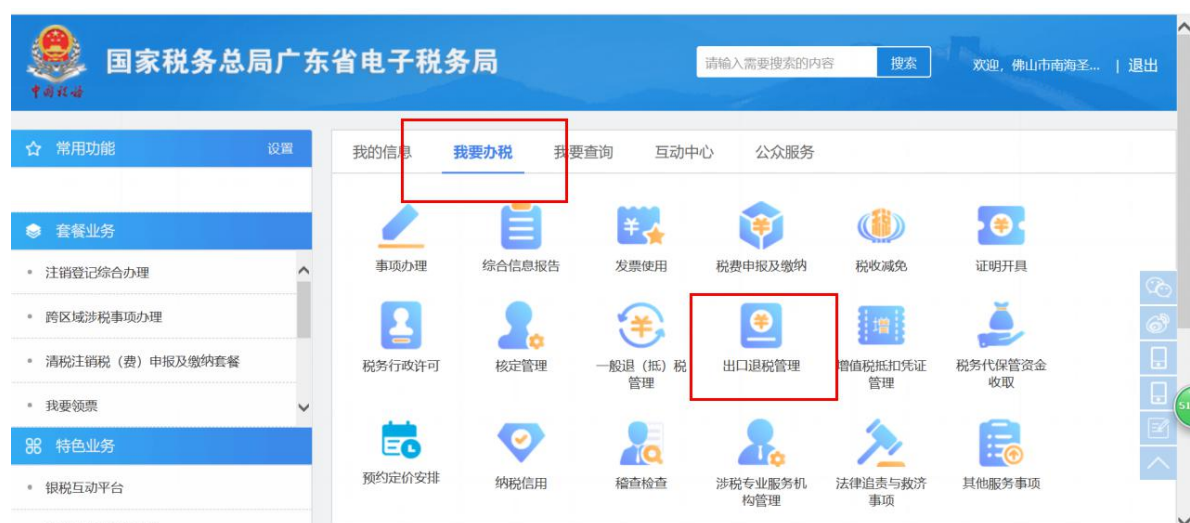 国家税务总局广东省电子税务局
中国税务
请输入需要搜索的内容
搜索
欢迎, 佛山市南海圣... | 退出
常用功能 设置
我的信息 我要办税 我要查询 互动中心 公众服务
套餐业务
注销登记综合办理
跨区域涉税事项办理
清税注销税（费）申报及缴纳套餐
我要领票
特色业务
银税互动平台
事项办理 综合信息报告 发票使用 税费申报及缴纳 税收减免 证明开具
税务行政许可 核定管理 一般退（抵）税 出口退税管理 增值税抵扣凭证 税务代保管资金
管理 管理 收取
预约定价安排 纳税信用 稽查检查 涉税专业服务机 法律追责与救济 其他服务事项
构管理 事项
51